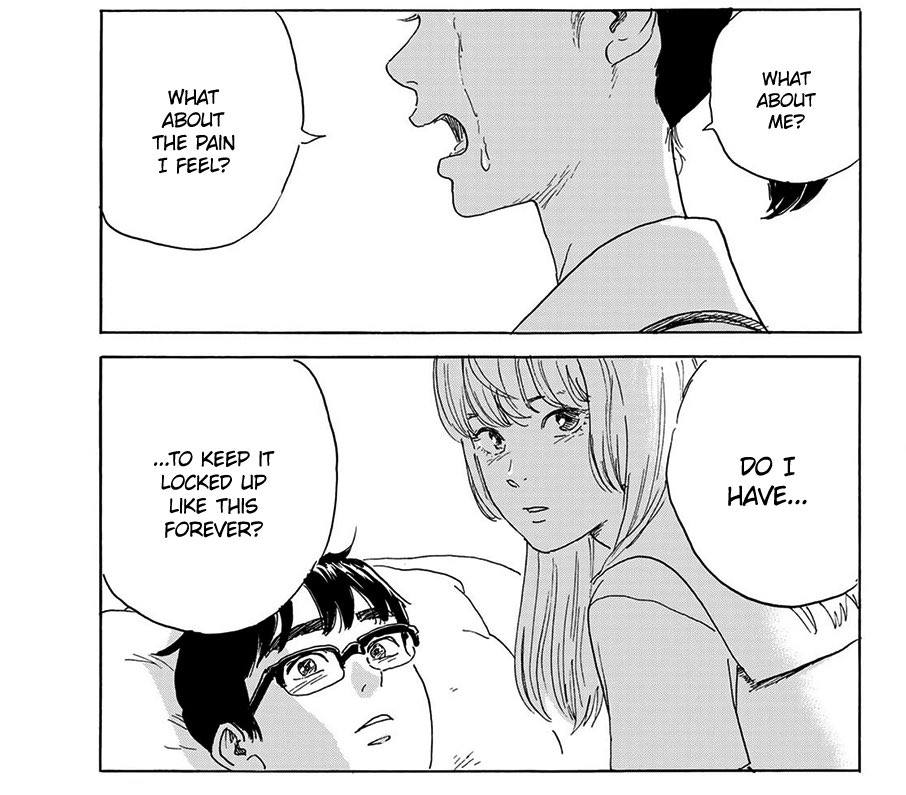 WHAT
ABOUT
ME?
WHAT
ABOUT
THE PAIN
I FEEL?
DO I
HAVE...
...TO KEEP IT
LOCKED UP
LIKE THIS
FOREVER?